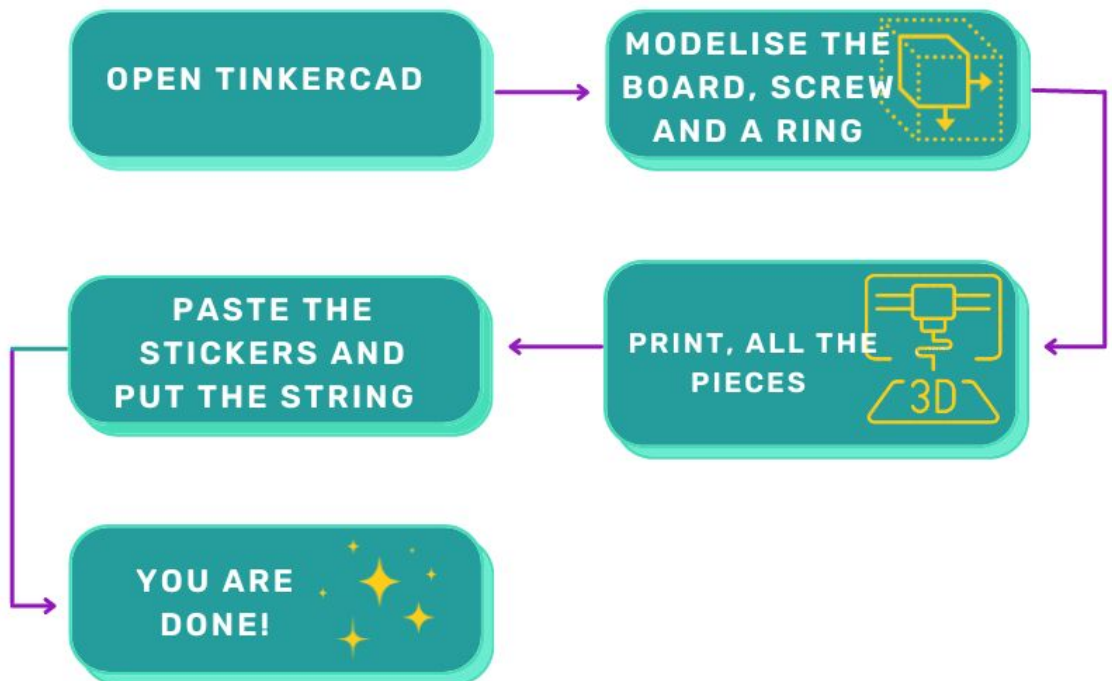 OPEN TINKERCAD
MODELISE THE
BOARD, SCREW
AND A RING
PRINT, ALL THE
PIECES
3D
PASTE THE
STICKERS AND
PUT THE STRING
YOU ARE
DONE!